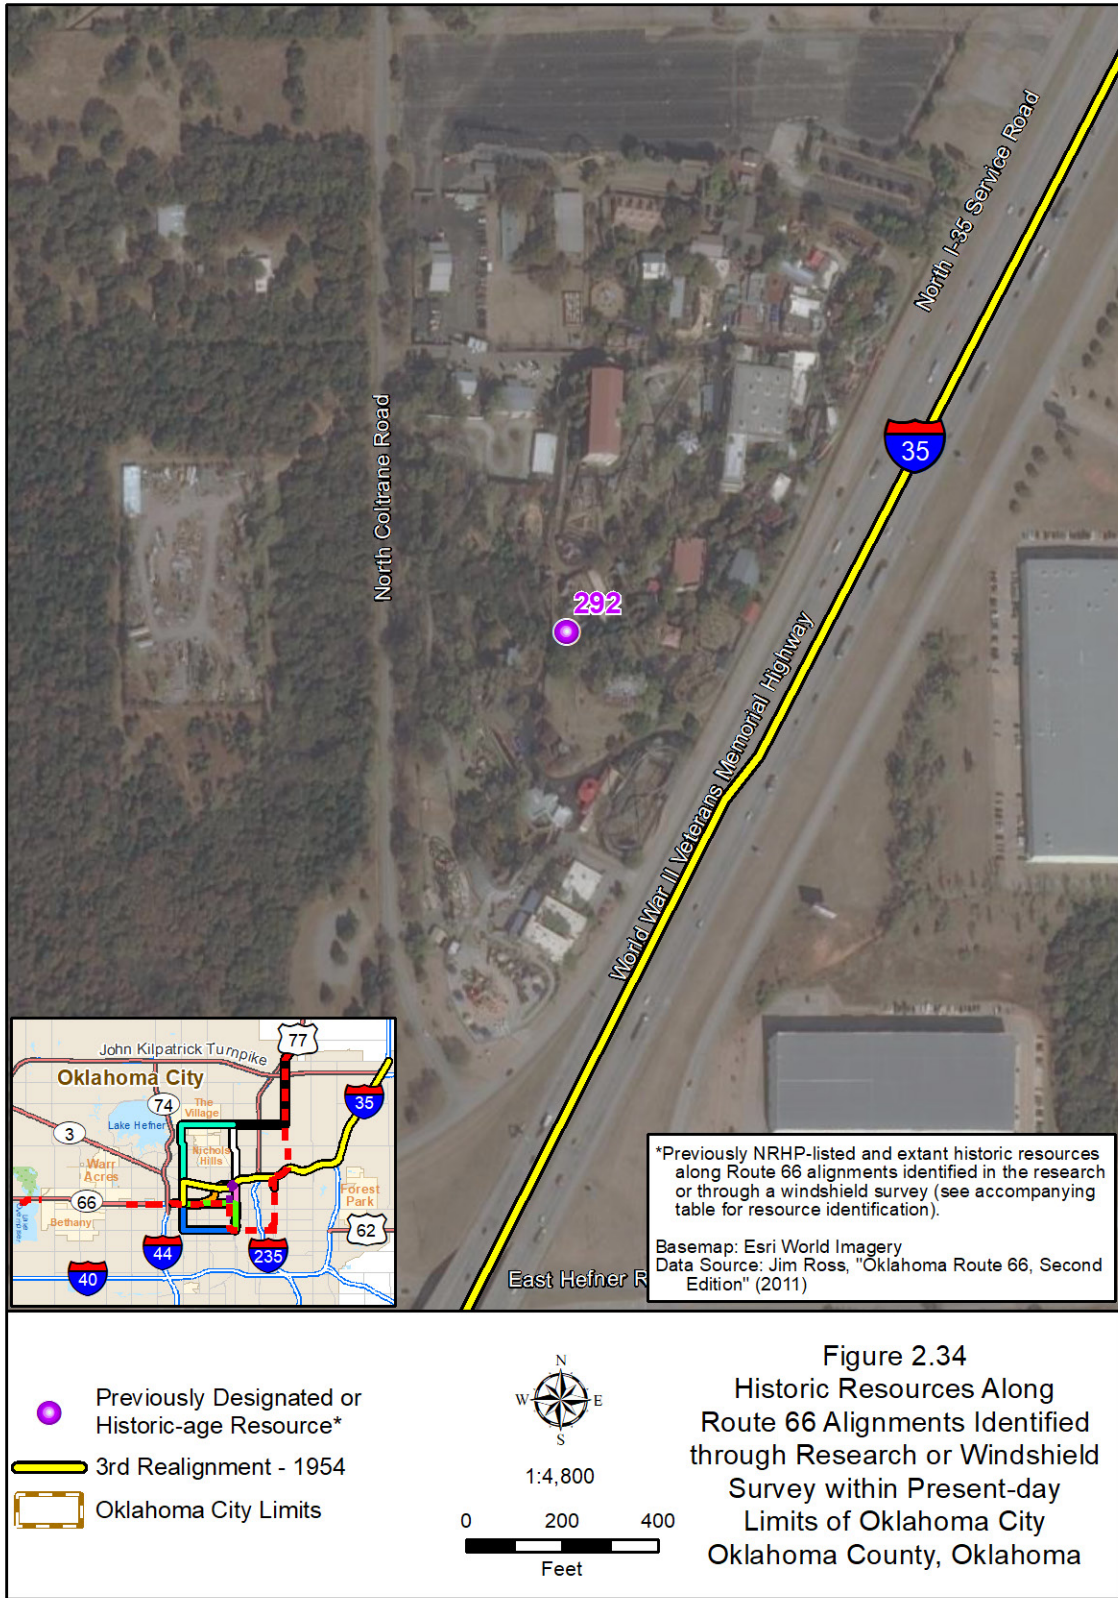 North I-35 Service Road
35
North Coltrane Road
292
World War II Veterans Memorial Highway
East Hefner R
77
John Kilpatrick Turnpike
Oklahoma City
74
The
Village
35
Lake Hefner
3
Nichols
Hills
Warr
Acres
66
Bethany
Forest
Park
62
44
235
40
*Previously NRHP-listed and extant historic resources
along Route 66 alignments identified in the research
or through a windshield survey (see accompanying
table for resource identification).
Basemap: Esri World Imagery
Data Source: Jim Ross, "Oklahoma Route 66, Second
Edition" (2011)
Previously Designated or
Historic-age Resource*
3rd Realignment - 1954
Oklahoma City Limits
N
W E
S
1:4,800
0 200 400
Feet
Figure 2.34
Historic Resources Along
Route 66 Alignments Identified
through Research or Windshield
Survey within Present-day
Limits of Oklahoma City
Oklahoma County, Oklahoma